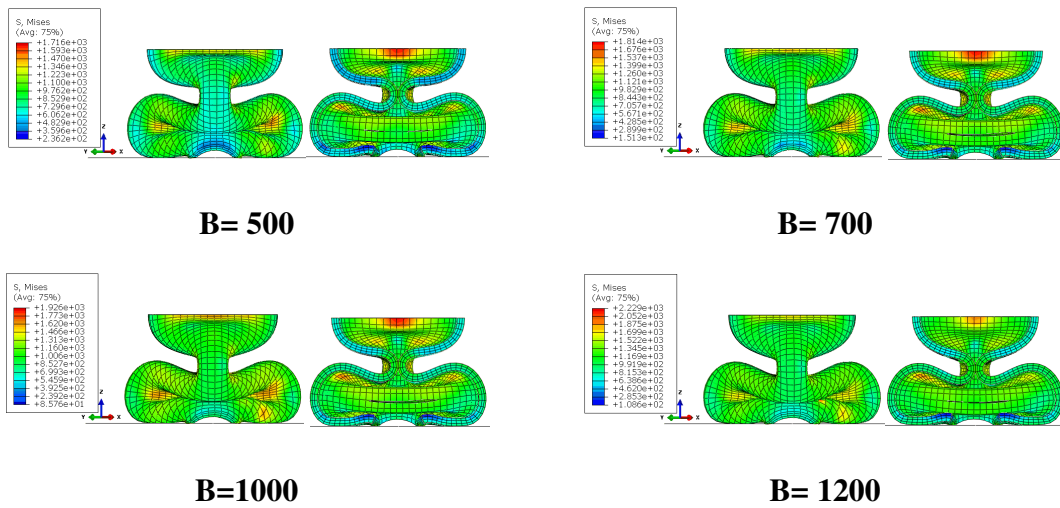 S, Mises
(Avg: 75%)
+1.716e+03
+1.593e+03
+1.470e+03
+1.346e+03
+1.223e+03
+1.100e+03
+9.762e+02
+8.529e+02
+7.296e+02
+6.062e+02
+4.829e+02
+3.596e+02
+2.362e+02
Z
Y X
B= 500
S, Mises
(Avg: 75%)
+1.814e+03
+1.676e+03
+1.537e+03
+1.399e+03
+1.260e+03
+1.121e+03
+9.829e+02
+8.443e+02
+7.057e+02
+5.671e+02
+4.285e+02
+2.899e+02
+1.513e+02
Z
Y X
B= 700
S, Mises
(Avg: 75%)
+1.926e+03
+1.773e+03
+1.620e+03
+1.466e+03
+1.313e+03
+1.160e+03
+1.006e+03
+8.527e+02
+6.993e+02
+5.459e+02
+3.925e+02
+2.392e+02
+8.576e+01
Z
Y X
B=1000
S, Mises
(Avg: 75%)
+2.229e+03
+2.052e+03
+1.875e+03
+1.699e+03
+1.522e+03
+1.345e+03
+1.169e+03
+9.919e+02
+8.153e+02
+6.386e+02
+4.620e+02
+2.853e+02
+1.086e+02
Z
Y X
B= 1200